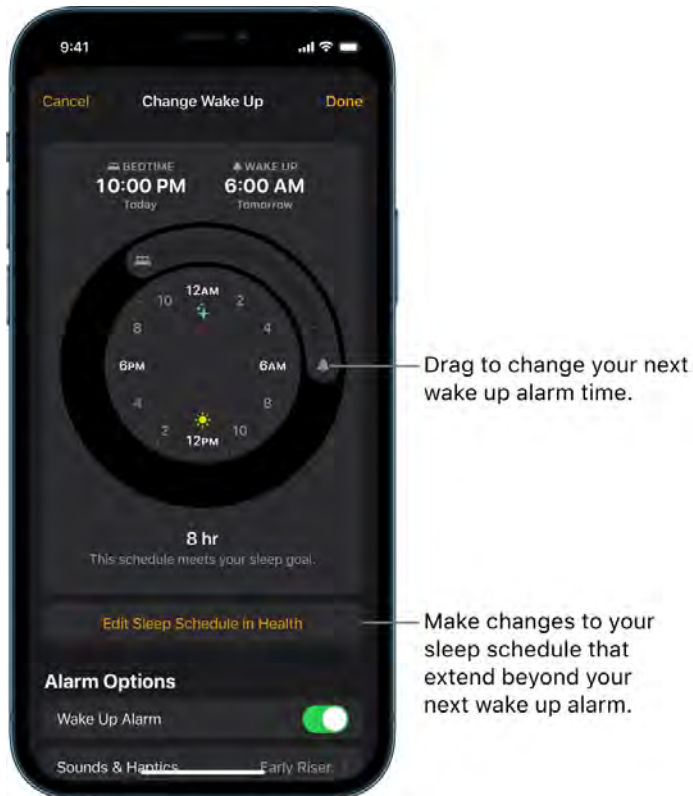 9:41
Cancel
Change Wake Up
Done
BEDTIME
WAKE UP
10:00 PM
6:00 AM
Today
Tomorrow
12AM
10
2
8
4
6PM
6AM
4
8
2
10
12PM
8 hr
This schedule meets your sleep goal.
Edit Sleep Schedule in Health
Alarm Options
Wake Up Alarm
Sounds & Haptics
Early Riser
Drag to change your next
wake up alarm time.
Make changes to your
sleep schedule that
extend beyond your
next wake up alarm.